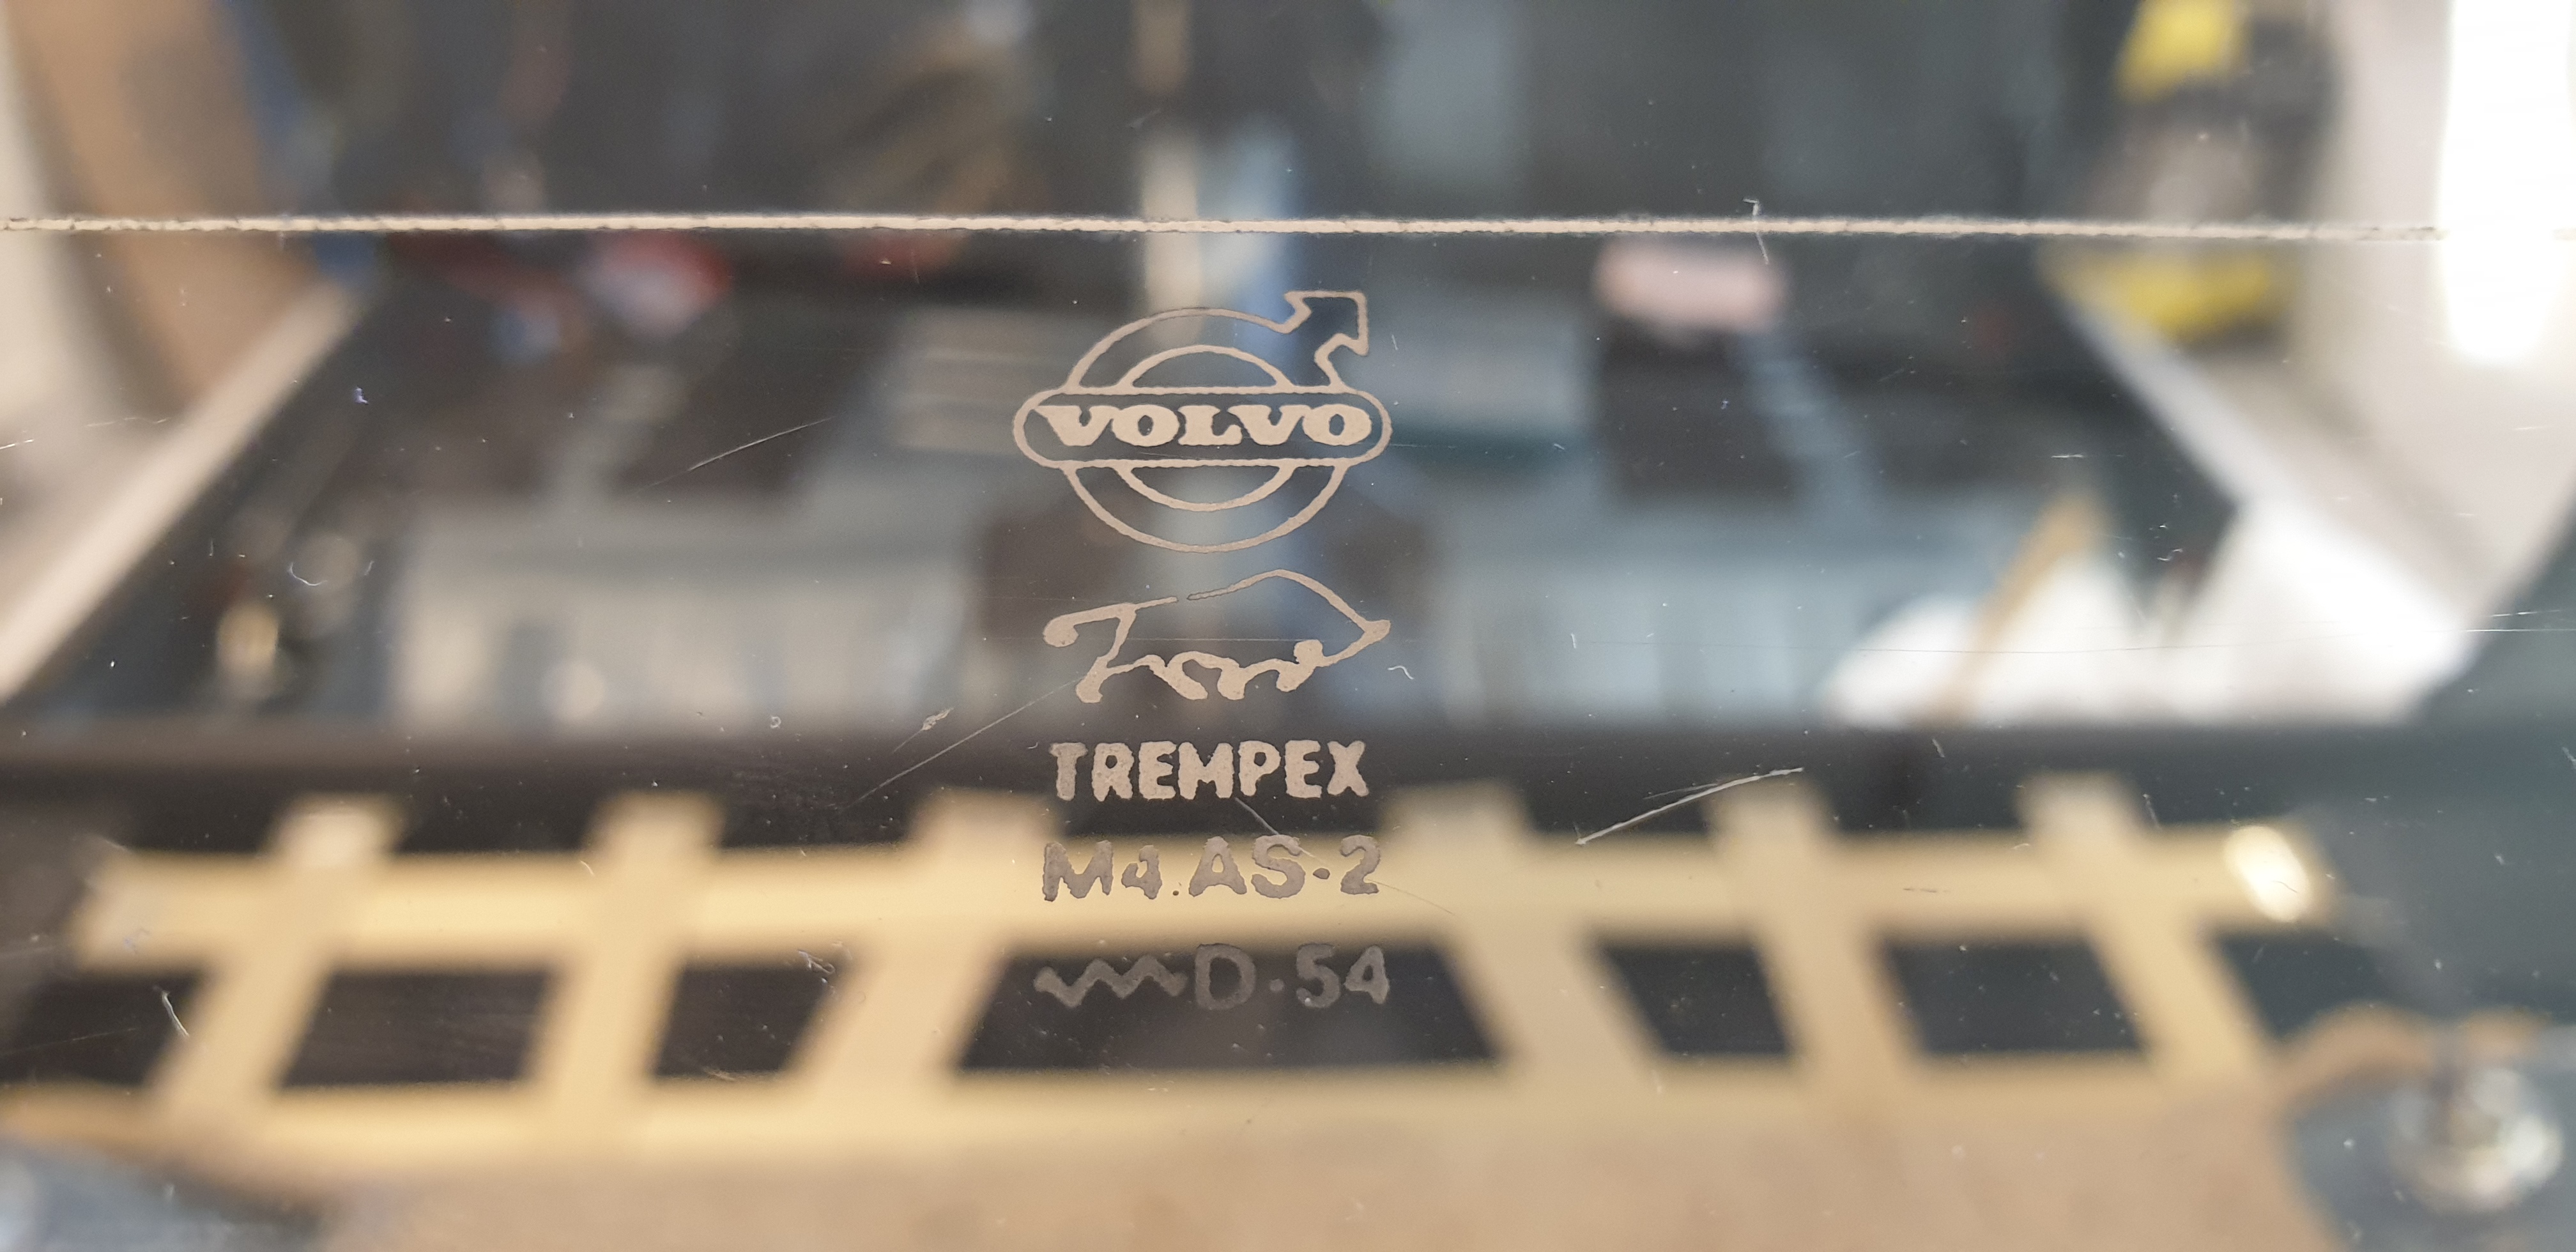 VOLVO
TREMPEX
M4.AS-2
D-54